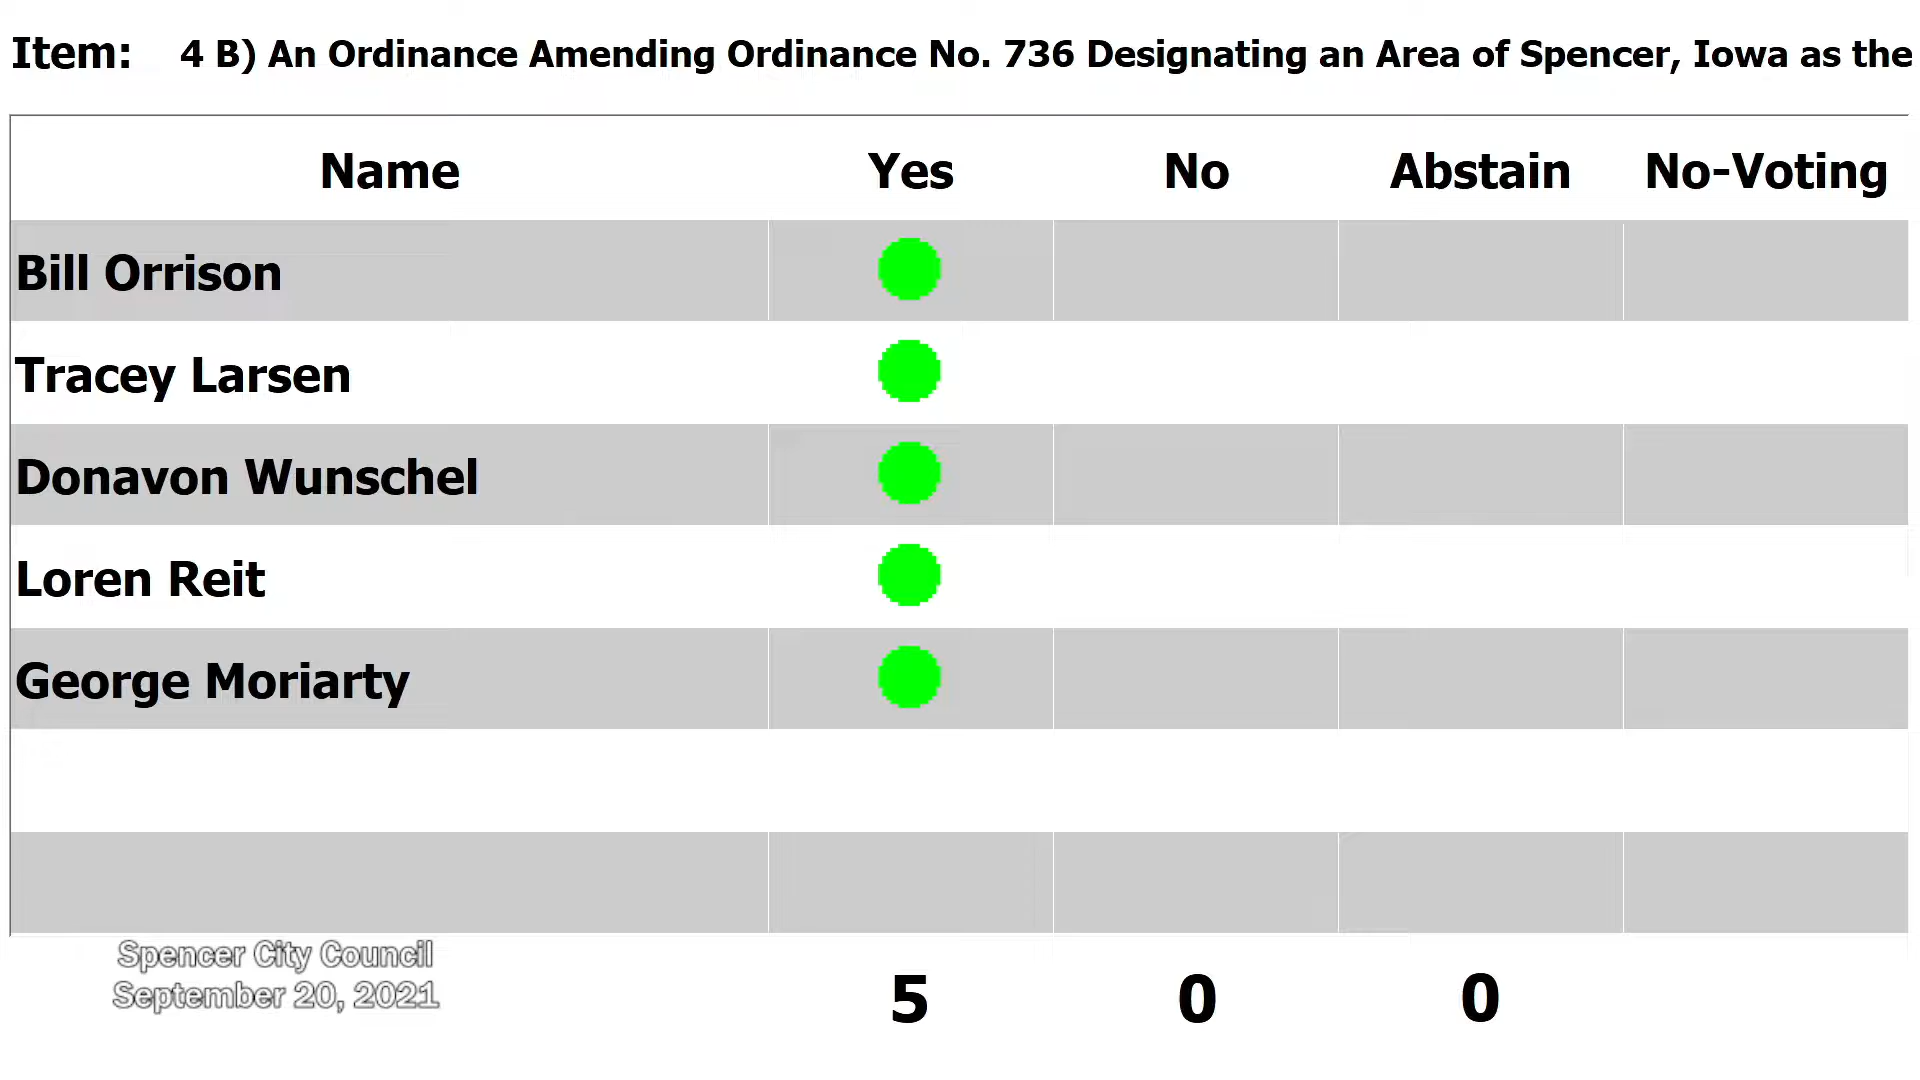 Item: 4 B) An Ordinance Amending Ordinance No. 736 Designating an Area of Spencer, Iowa as the
Name Yes No Abstain No-Voting
Bill Orrison
Tracey Larsen
Donavon Wunschel
Loren Reit
George Moriarty
Spencer City Council
September 20, 2021
5 0 0